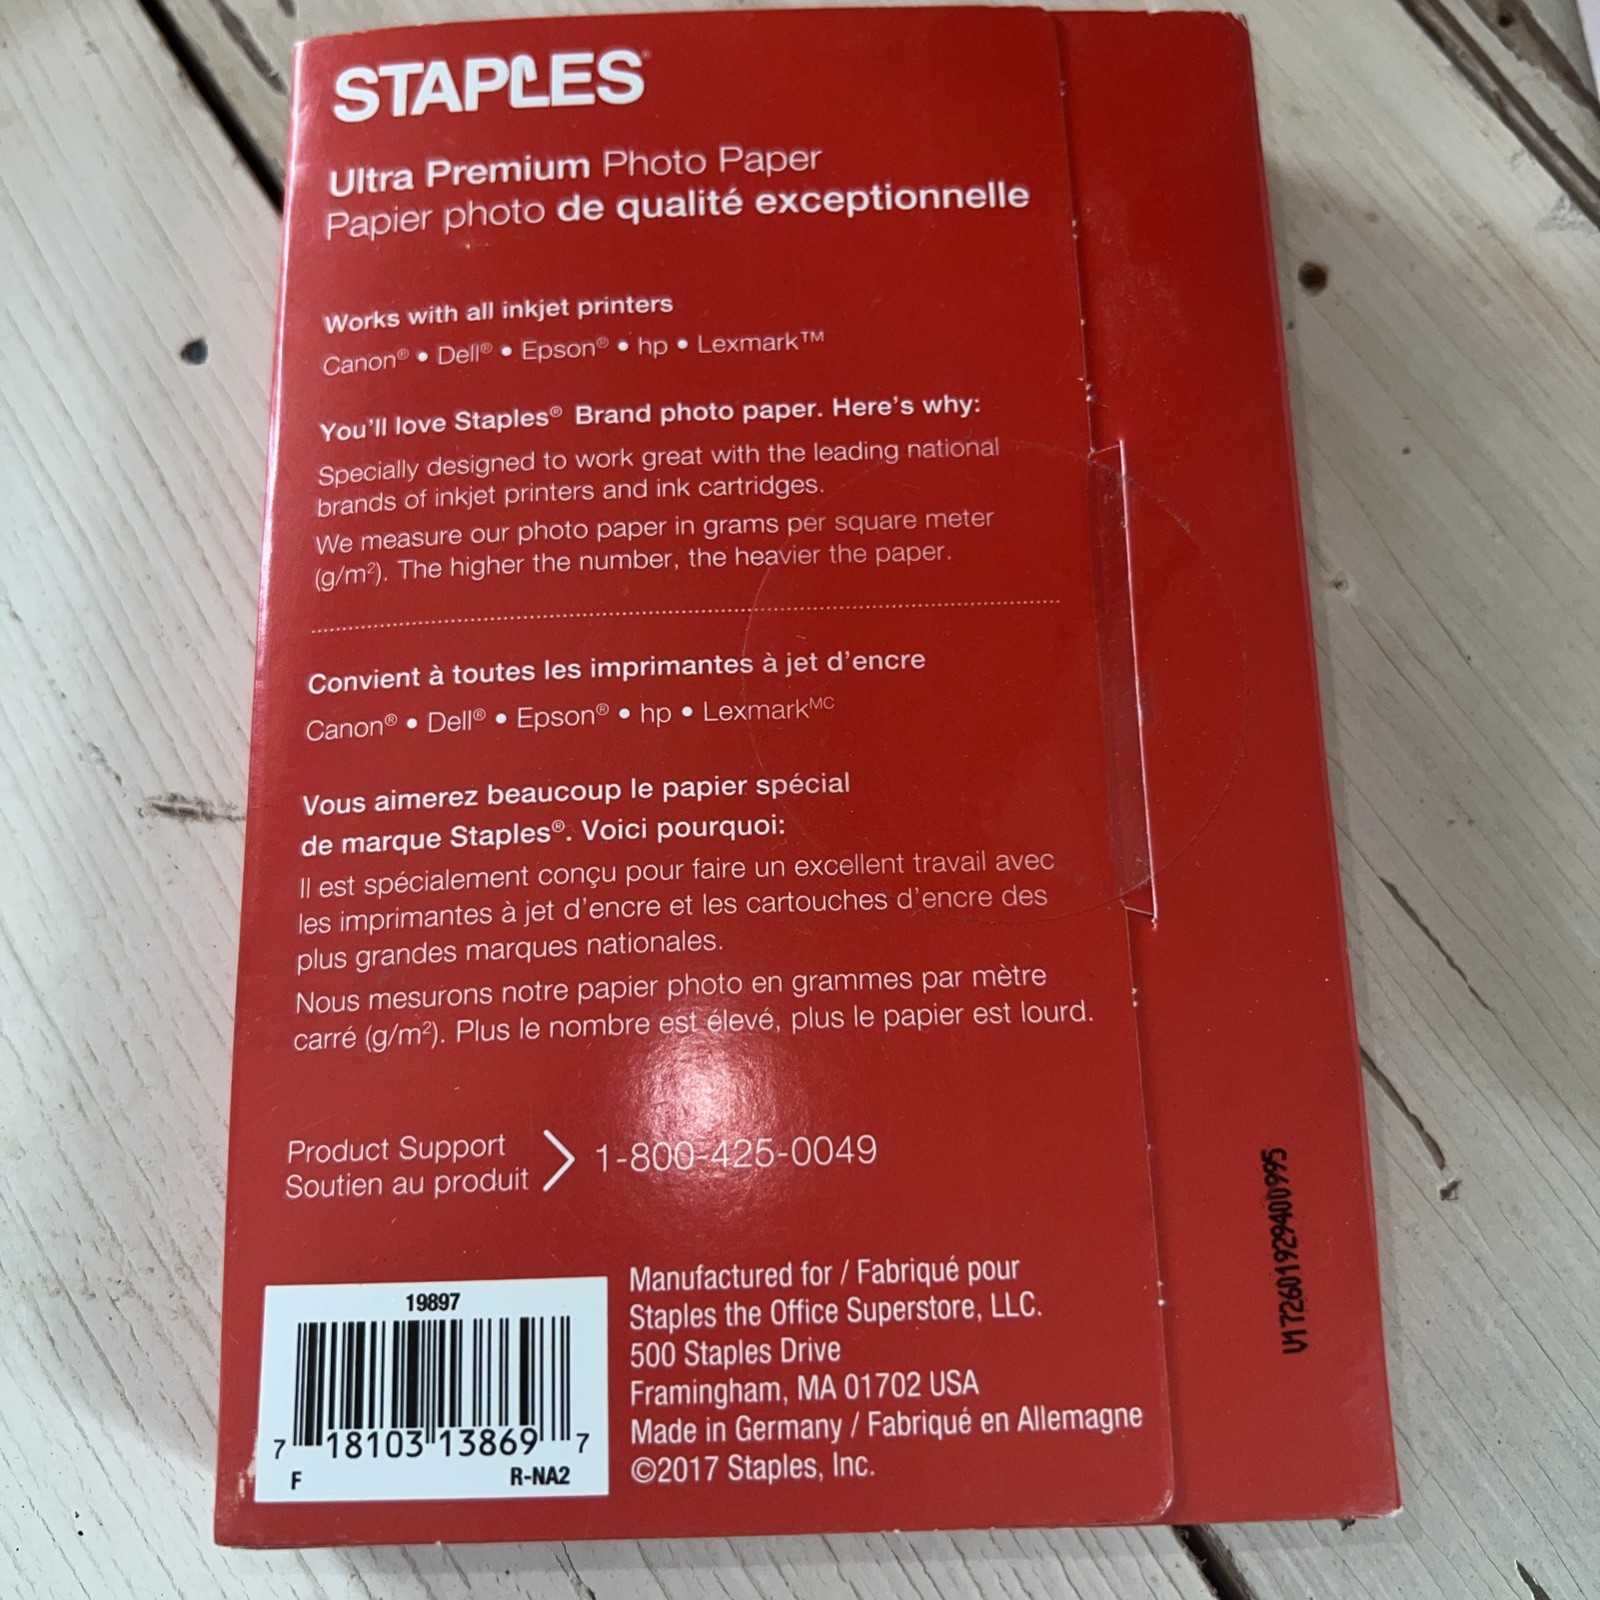 STAPLES®
Ultra Premium Photo Paper
Papier photo de qualité exceptionnelle
Works with all inkjet printers
Canon® • Dell® • Epson® • hp • Lexmark™
You'll love Staples® Brand photo paper. Here's why:
Specially designed to work great with the leading national
brands of inkjet printers and ink cartridges.
We measure our photo paper in grams per square meter
(g/m²). The higher the number, the heavier the paper.
Convient à toutes les imprimantes à jet d'encre
Canon® • Dell® • Epson® • hp • Lexmarkᴹᶜ
Vous aimerez beaucoup le papier spécial
de marque Staples®. Voici pourquoi:
Il est spécialement conçu pour faire un excellent travail avec
les imprimantes à jet d'encre et les cartouches d'encre des
plus grandes marques nationales.
Nous mesurons notre papier photo en grammes par mètre
carré (g/m²). Plus le nombre est élevé, plus le papier est lourd.
Product Support
Soutien au produit
1-800-425-0049
19897
7 18103 13869 7
F R-NA2
Manufactured for / Fabriqué pour
Staples the Office Superstore, LLC.
500 Staples Drive
Framingham, MA 01702 USA
Made in Germany / Fabriqué en Allemagne
©2017 Staples, Inc.
V172601929400995